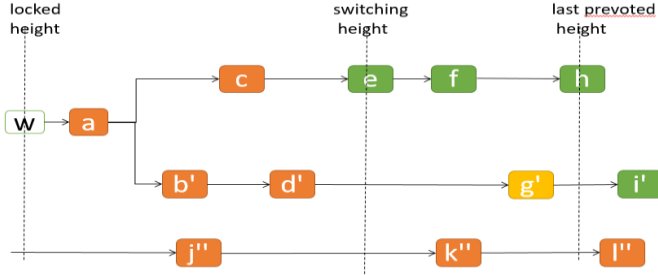 locked
height
switching
height
last prevoted
height
c
e
f
h
w
a
b'
d'
g'
i'
j''
k''
l''